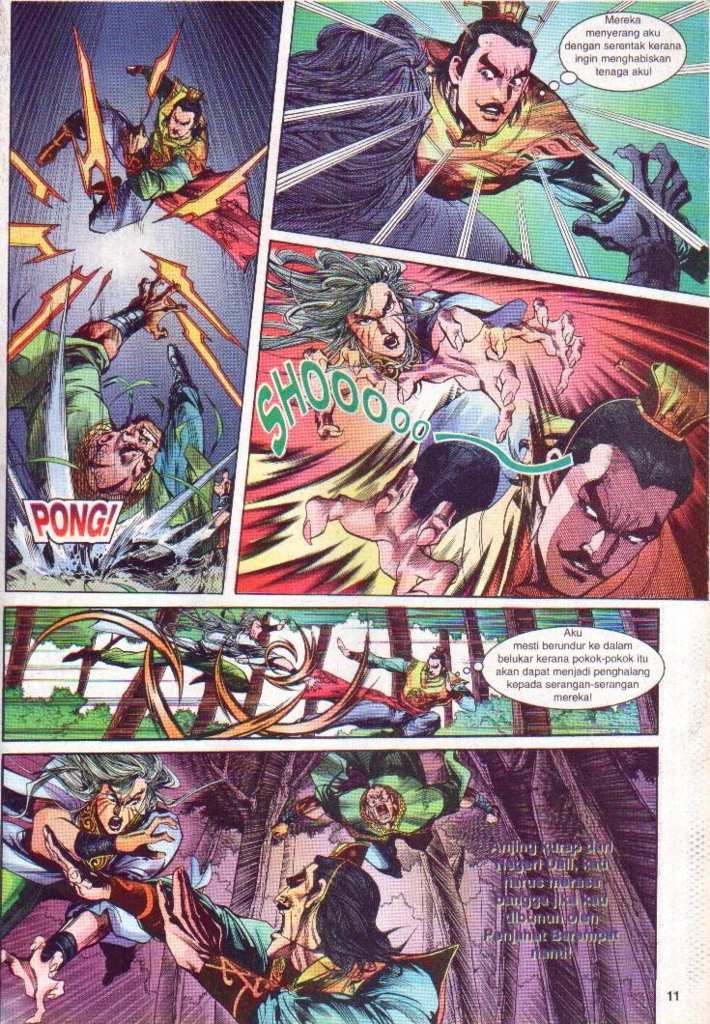 Mereka
menyerang aku
dengan serentak kerana
ingin menghabiskan
tenaga aku!
SHOOOOO
PONG!
Aku
mesti berundur ke dalam
belukar kerana pokok-pokok itu
akan dapat menjadi penghalang
kepada serangan-serangan
mereka!
Anjing kurap dari
Negeri Dali, kau
harus merasa
bangga jika kau
dibunuh oleh
Penjahat Berempat
11